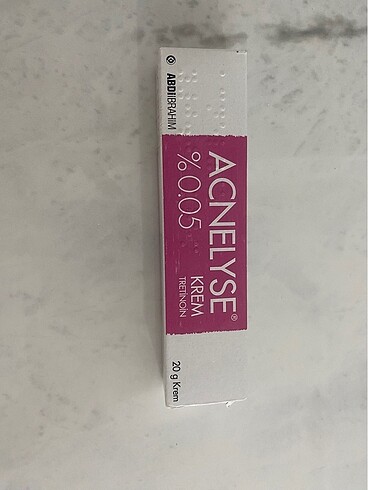 ABDİİBRAHİM
ACNELYSE®
% 0.05
KREM
TRETİNOİN
20 g Krem